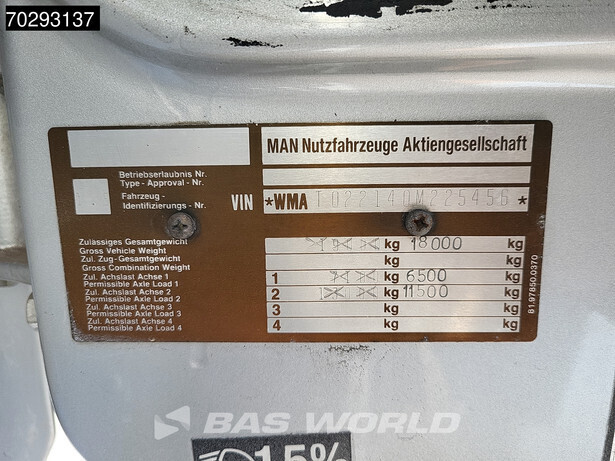 70293137
MAN Nutzfahrzeuge Aktiengesellschaft
Betriebserlaubnis Nr.
Type - Approval - Nr.
Fahrzeug -
Identifizierungs - Nr.
VIN *WMAT022140M225456*
Zulässiges Gesamtgewicht
Gross Vehicle Weight
kg 18000 kg
Zul. Zug-Gesamtgewicht
Gross Combination Weight
kg kg
Zul. Achslast Achse 1
Permissible Axle Load 1
1 kg 6500 kg
Zul. Achslast Achse 2
Permissible Axle Load 2
2 kg 11500 kg
Zul. Achslast Achse 3
Permissible Axle Load 3
3 kg kg
Zul. Achslast Achse 4
Permissible Axle Load 4
4 kg kg
81.97850.0370
BAS WORLD
1,5%